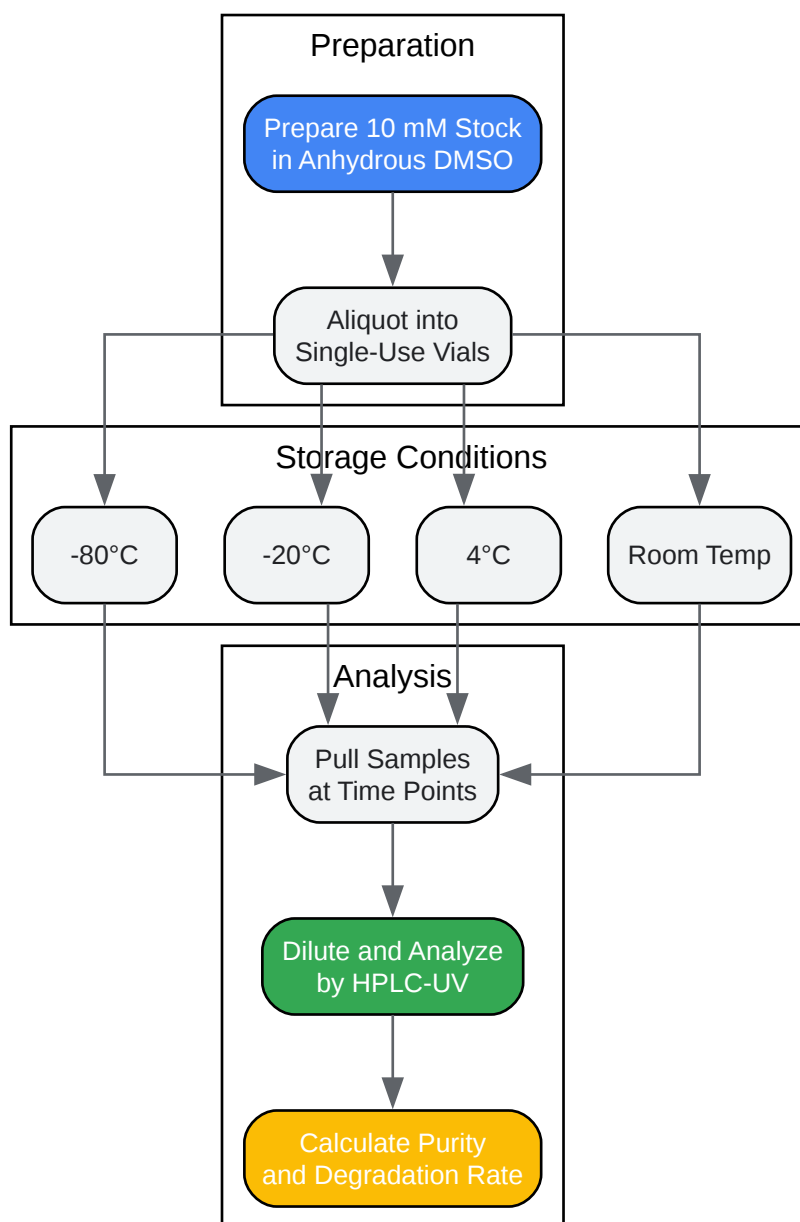 Preparation
Prepare 10 mM Stock
in Anhydrous DMSO
Aliquot into
Single-Use Vials
Storage Conditions
-80°C
-20°C
4°C
Room Temp
Analysis
Pull Samples
at Time Points
Dilute and Analyze
by HPLC-UV
Calculate Purity
and Degradation Rate